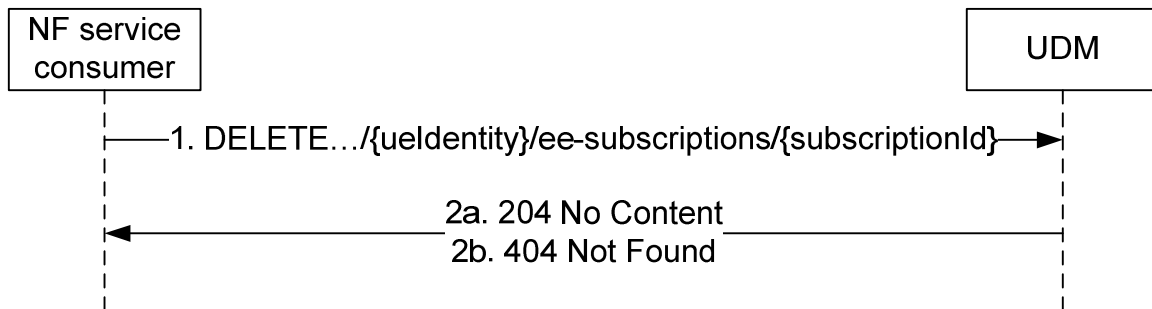 NF service
consumer
UDM
1. DELETE…/{ueIdentity}/ee-subscriptions/{subscriptionId}
2a. 204 No Content
2b. 404 Not Found